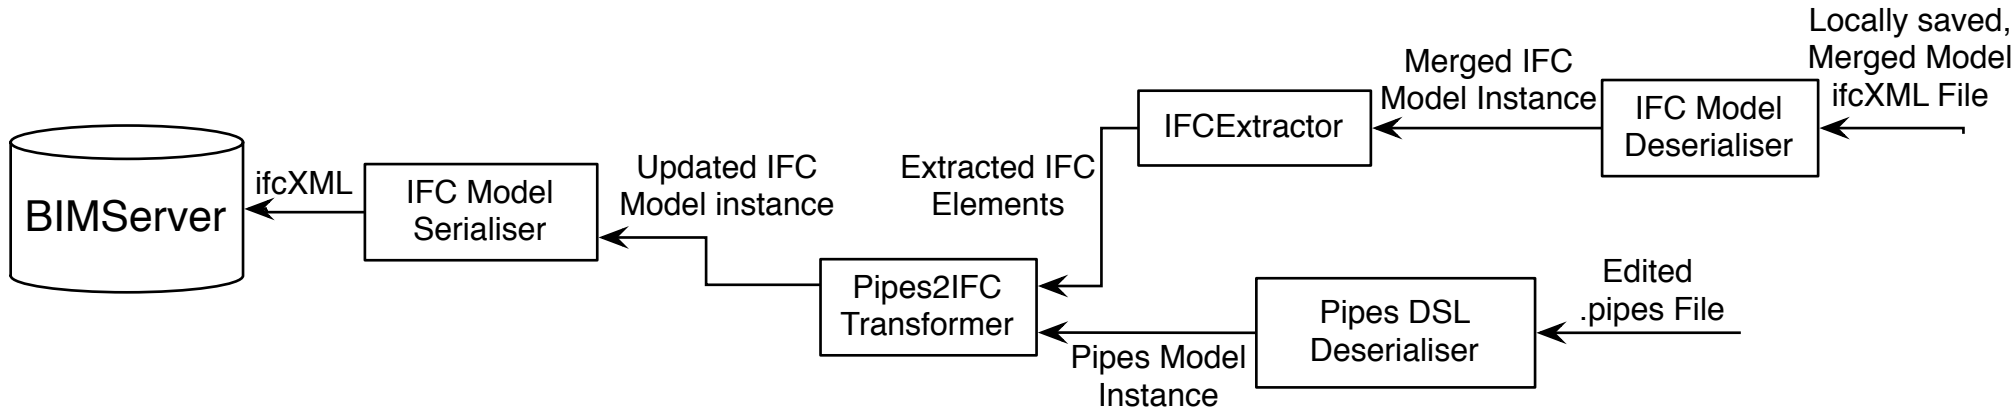 Locally saved,
Merged Model
ifcXML File
Merged IFC
Model Instance
IFC Model
Deserialiser
IFCExtractor
Extracted IFC
Elements
Updated IFC
Model instance
ifcXML
IFC Model
Serialiser
BIMServer
Pipes2IFC
Transformer
Edited
.pipes File
Pipes DSL
Deserialiser
Pipes Model
Instance